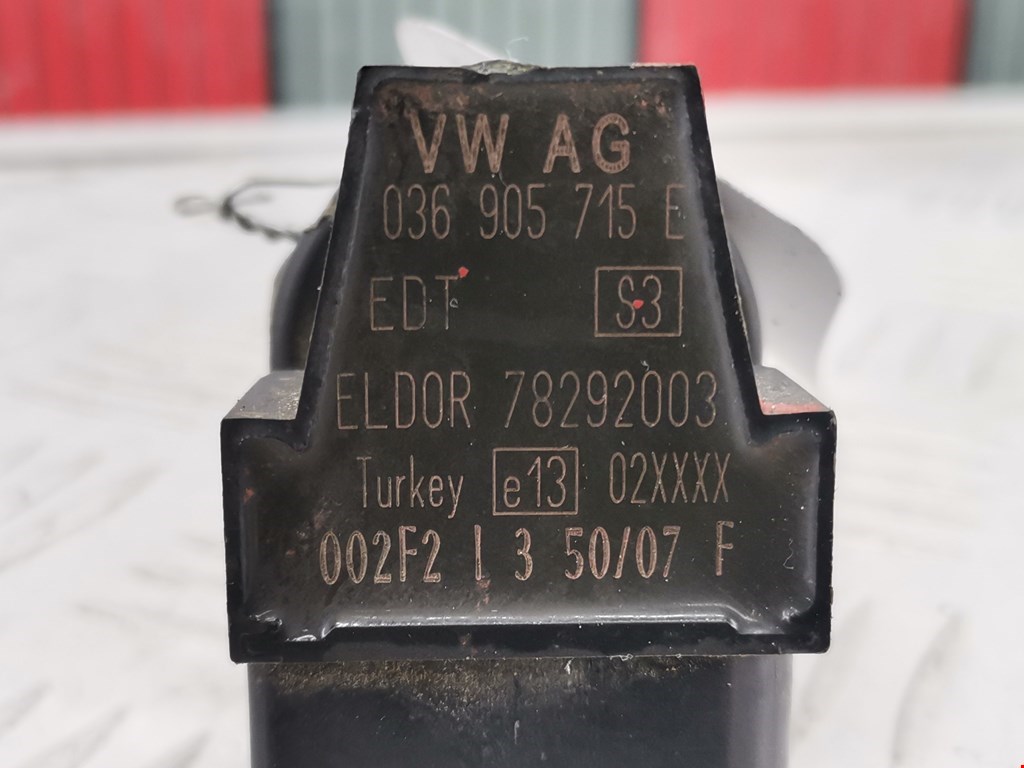 VW AG
036 905 715 E
EDT S3
ELDOR 78292003
Turkey e13 02XXXX
002F2 I 3 50/07 F